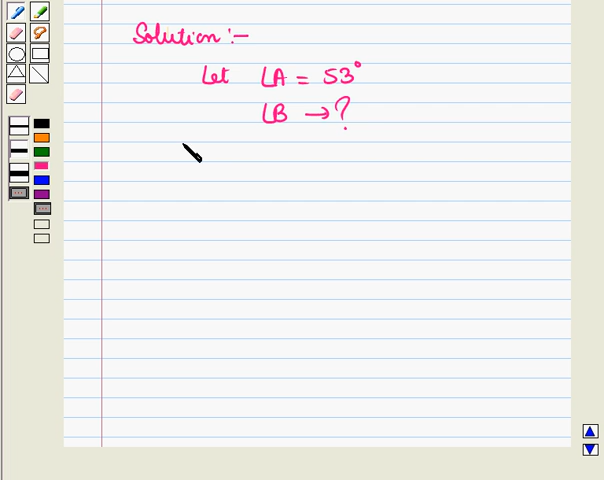 Solution :-
Let ∠A = 53°
∠B → ?